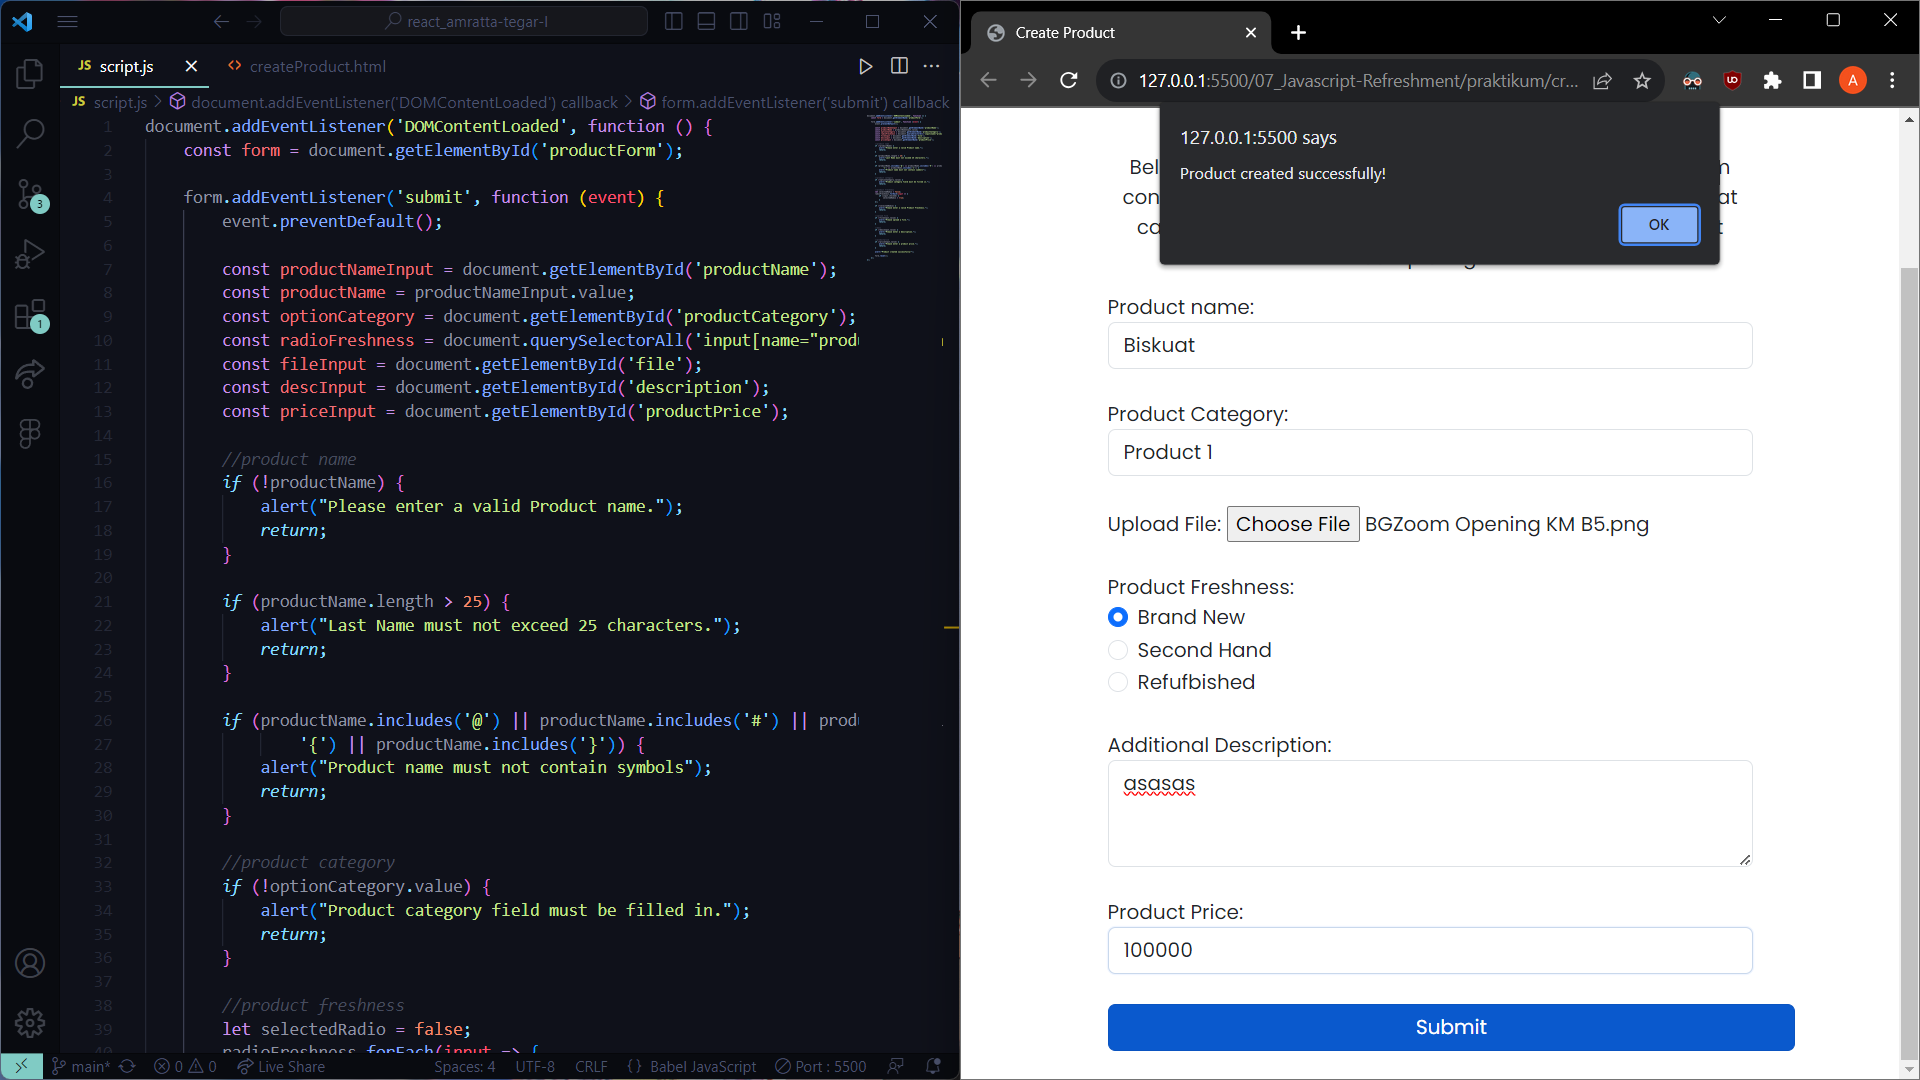 react_amratta-tegar-l
JS script.js
<> createProduct.html
JS script.js > document.addEventListener('DOMContentLoaded') callback > form.addEventListener('submit') callback
1 document.addEventListener('DOMContentLoaded', function () {
2 const form = document.getElementById('productForm');
3
4 form.addEventListener('submit', function (event) {
5 event.preventDefault();
6
7 const productNameInput = document.getElementById('productName');
8 const productName = productNameInput.value;
9 const optionCategory = document.getElementById('productCategory');
10 const radioFreshness = document.querySelectorAll('input[name="produ
11 const fileInput = document.getElementById('file');
12 const descInput = document.getElementById('description');
13 const priceInput = document.getElementById('productPrice');
14
15 //product name
16 if (!productName) {
17 alert("Please enter a valid Product name.");
18 return;
19 }
20
21 if (productName.length > 25) {
22 alert("Last Name must not exceed 25 characters.");
23 return;
24 }
25
26 if (productName.includes('@') || productName.includes('#') || produ
27 '{') || productName.includes('}')) {
28 alert("Product name must not contain symbols");
29 return;
30 }
31
32 //product category
33 if (!optionCategory.value) {
34 alert("Product category field must be filled in.");
35 return;
36 }
37
38 //product freshness
39 let selectedRadio = false;
40 radioFreshness.forEach(input => {
3
1
main* 0 0 Live Share Spaces: 4 UTF-8 CRLF {} Babel JavaScript Port : 5500
Create Product
127.0.0.1:5500/07_Javascript-Refreshment/praktikum/cr...
A
127.0.0.1:5500 says
Product created successfully!
OK
Product name:
Biskuat
Product Category:
Product 1
Upload File: Choose File BGZoom Opening KM B5.png
Product Freshness:
Brand New
Second Hand
Refufbished
Additional Description:
asasas
Product Price:
100000
Submit